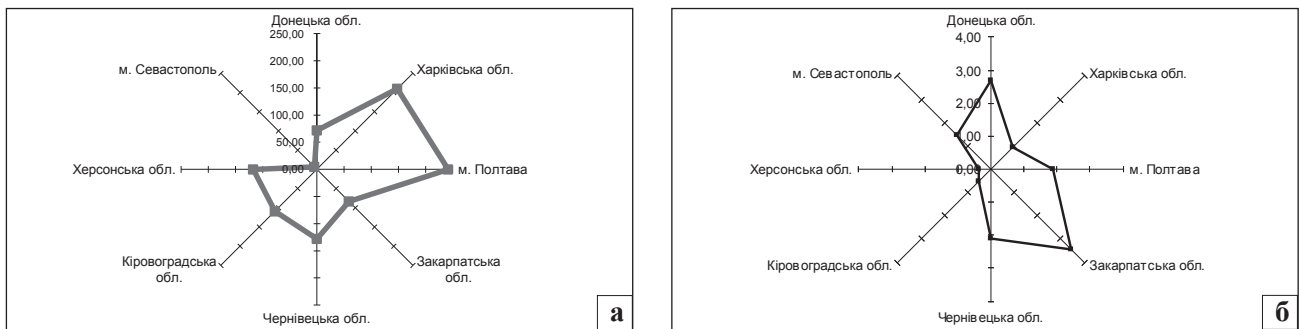 Донецька обл.
250,00
200,00
150,00
100,00
50,00
0,00
м. Севастополь
Харківська обл.
Херсонська обл.
м. Полтава
Кіровоградська
обл.
Закарпатська
обл.
Чернівецька обл.
а
Донецька обл.
4,00
3,00
2,00
1,00
0,00
м. Севастополь
Харківська обл.
Херсонська обл.
м. Полтава
Кіровоградська обл.
Закарпатська обл.
Чернівецька обл.
б